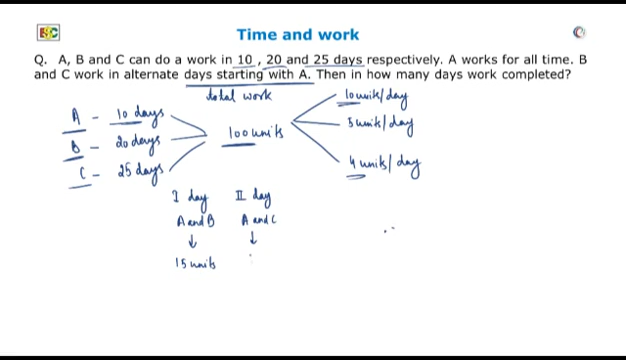 ESC
Time and work
Q. A, B and C can do a work in 10 , 20 and 25 days respectively. A works for all time. B
and C work in alternate days starting with A. Then in how many days work completed?
total work
A - 10 days
B - 20 days
C - 25 days
100 units
10 unit/day
5 unit/day
4 unit/day
I day II day
A and B A and C
↓ ↓
15 units